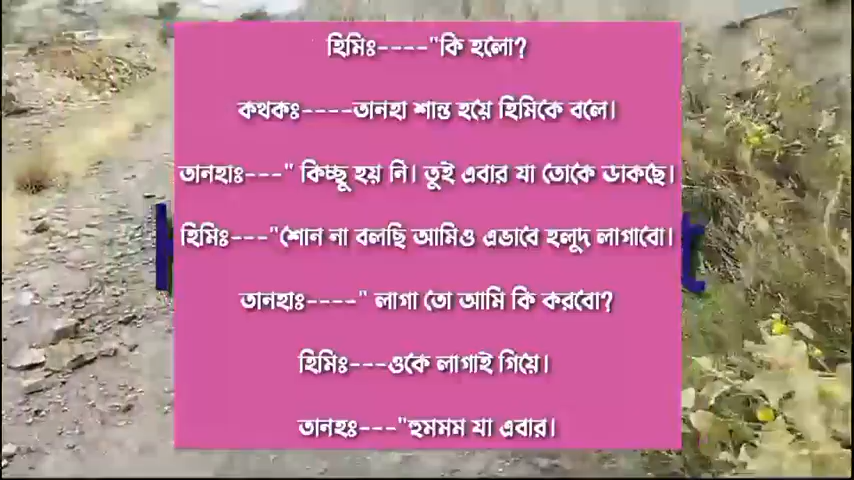 হিমিঃ----"কি হলো?
কথকঃ----তানহা শান্ত হয়ে হিমিকে বলে।
তানহাঃ---" কিচ্ছু হয় নি। তুই এবার যা তোকে ডাকছে।
হিমিঃ---"শোন না বলছি আমিও এভাবে হলুদ লাগাবো।
তানহাঃ----" লাগা তো আমি কি করবো?
হিমিঃ---ওকে লাগাই গিয়ে।
তানহঃ---"হুমমম যা এবার।